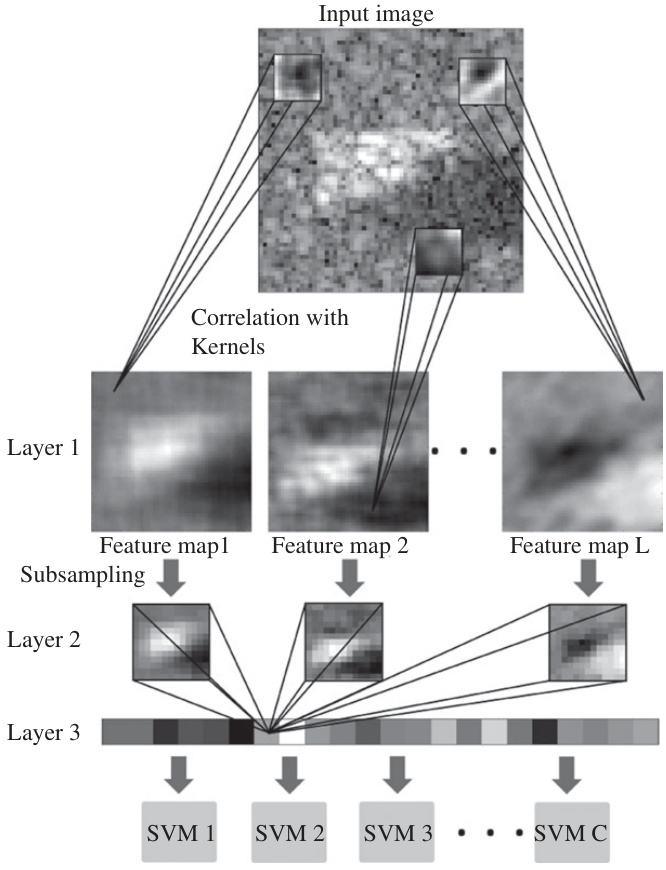 Input image
Correlation with
Kernels
Layer 1
Feature map1
Feature map 2
Feature map L
Subsampling
Layer 2
Layer 3
SVM 1
SVM 2
SVM 3
SVM C